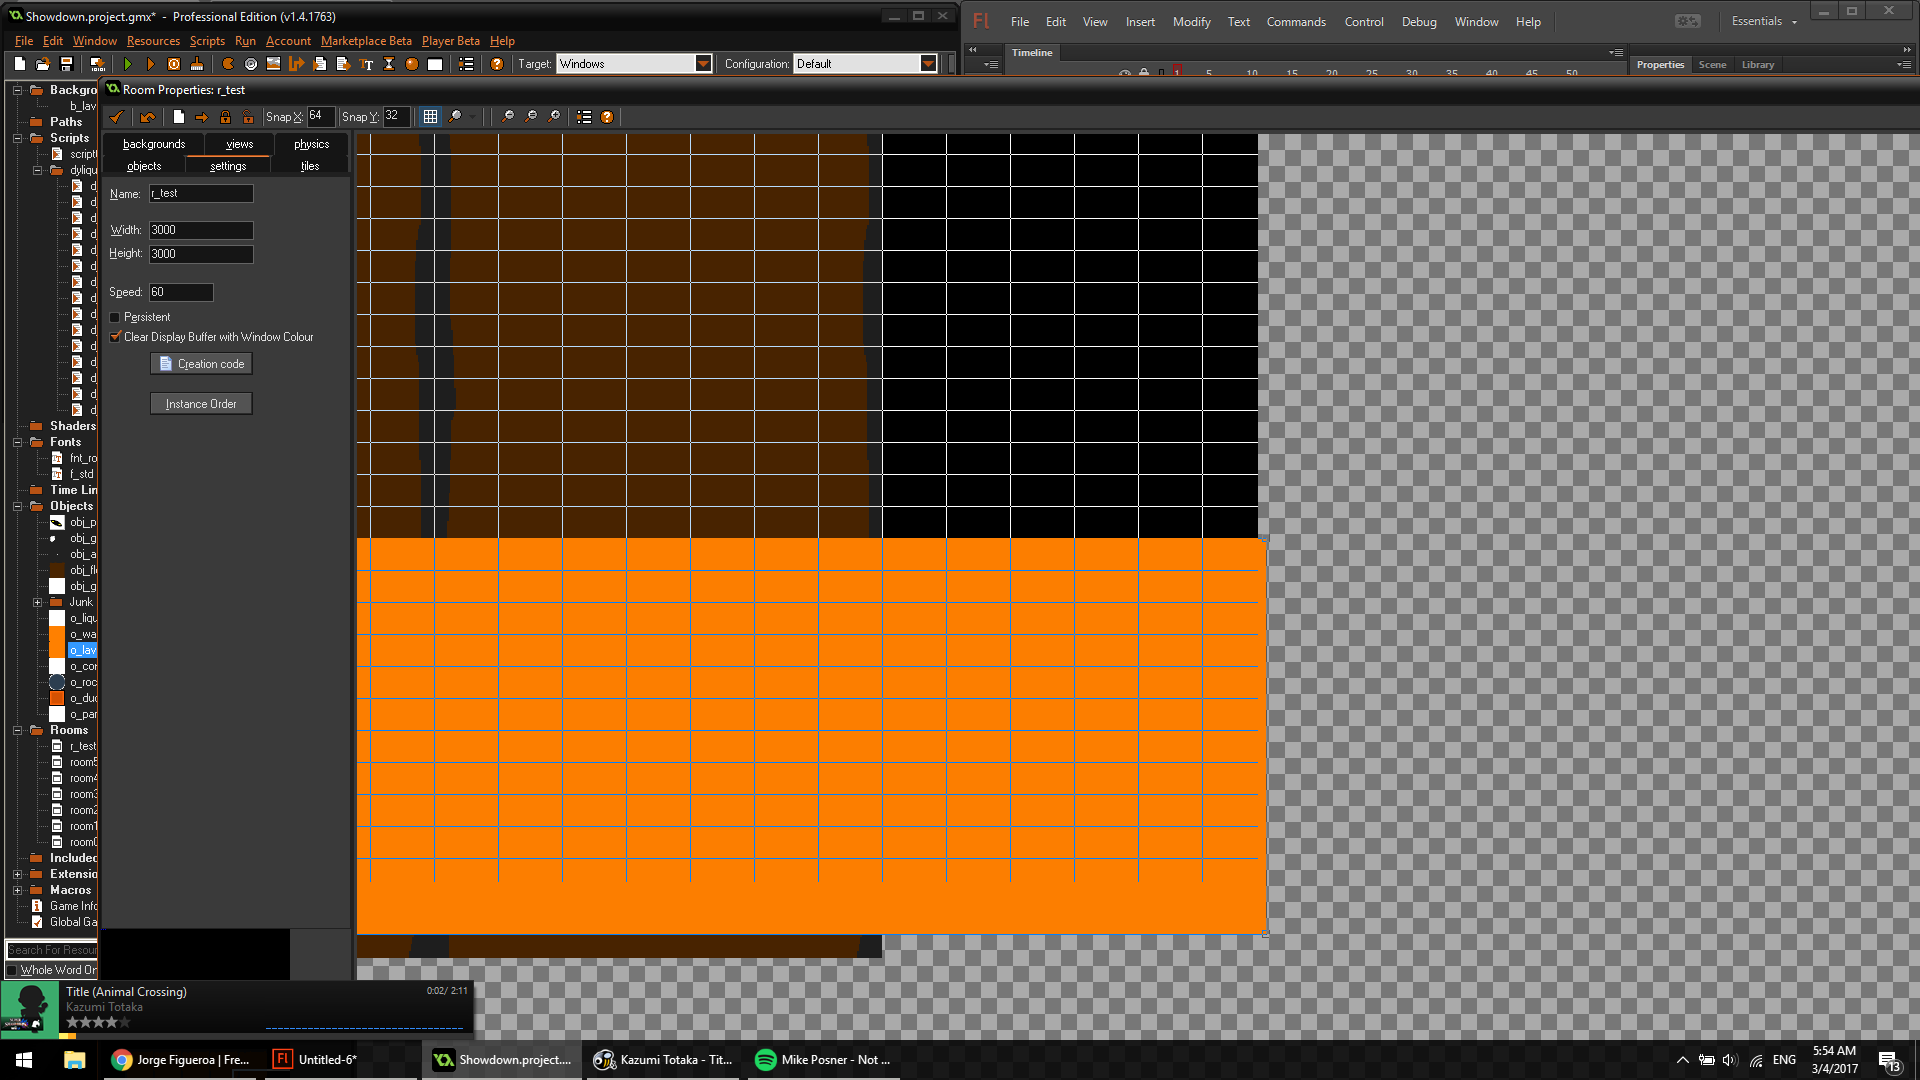 Showdown.project.gmx* - Professional Edition (v1.4.1763)
File Edit Window Resources Scripts Run Account Marketplace Beta Player Beta Help
Target: Windows Configuration: Default
Fl File Edit View Insert Modify Text Commands Control Debug Window Help Essentials
Timeline
1 5 10 15 20 25 30 35 40 45 50
Properties Scene Library
Room Properties: r_test
Snap X: 64 Snap Y: 32
backgrounds views physics
objects settings tiles
Name: r_test
Width: 3000
Height: 3000
Speed: 60
Persistent
Clear Display Buffer with Window Colour
Creation code
Instance Order
Backgro
b_lav
Paths
Scripts
script
dyliqu
Shaders
Fonts
fnt_ro
f_std
Time Lin
Objects
obj_p
obj_g
obj_a
obj_flo
obj_g
Junk
o_liqu
o_wa
o_lav
o_cor
o_roc
o_duc
o_par
Rooms
r_test
room5
room4
room3
room2
room1
room0
Included
Extensio
Macros
Game Info
Global Ga
Search For Resour
Whole Word On
Title (Animal Crossing) 0:02/ 2:11
Kazumi Totaka
Jorge Figueroa | Fre...
Fl Untitled-6*
Showdown.project....
Kazumi Totaka - Tit...
Mike Posner - Not ...
ENG
5:54 AM
3/4/2017
13